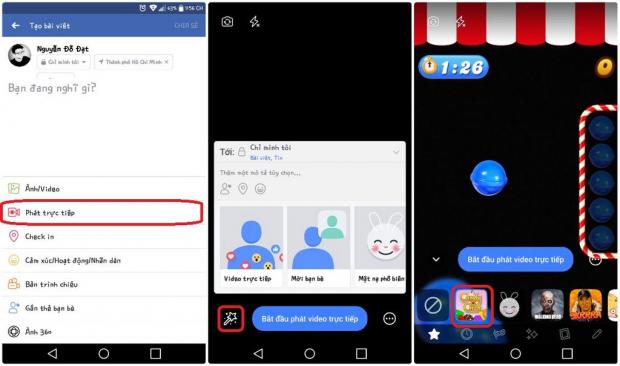 43% 9:56 CH
Tạo bài viết
CHIA SẺ
Nguyễn Đỗ Đạt
Chỉ mình tôi
Thành phố Hồ Chí Minh
Bạn đang nghĩ gì?
Ảnh/Video
Phát trực tiếp
Check in
Cảm xúc/Hoạt động/Nhãn dán
Bản trình chiếu
Gắn thẻ bạn bè
Ảnh 360
Tới:
Chỉ mình tôi
Bài viết, Tin
Thêm một mô tả tùy chọn...
Video trực tiếp
Mời bạn bè
Mặt nạ phổ biến
Bắt đầu phát video trực tiếp
1:26
0
Bắt đầu phát video trực tiếp
WALKING DEAD